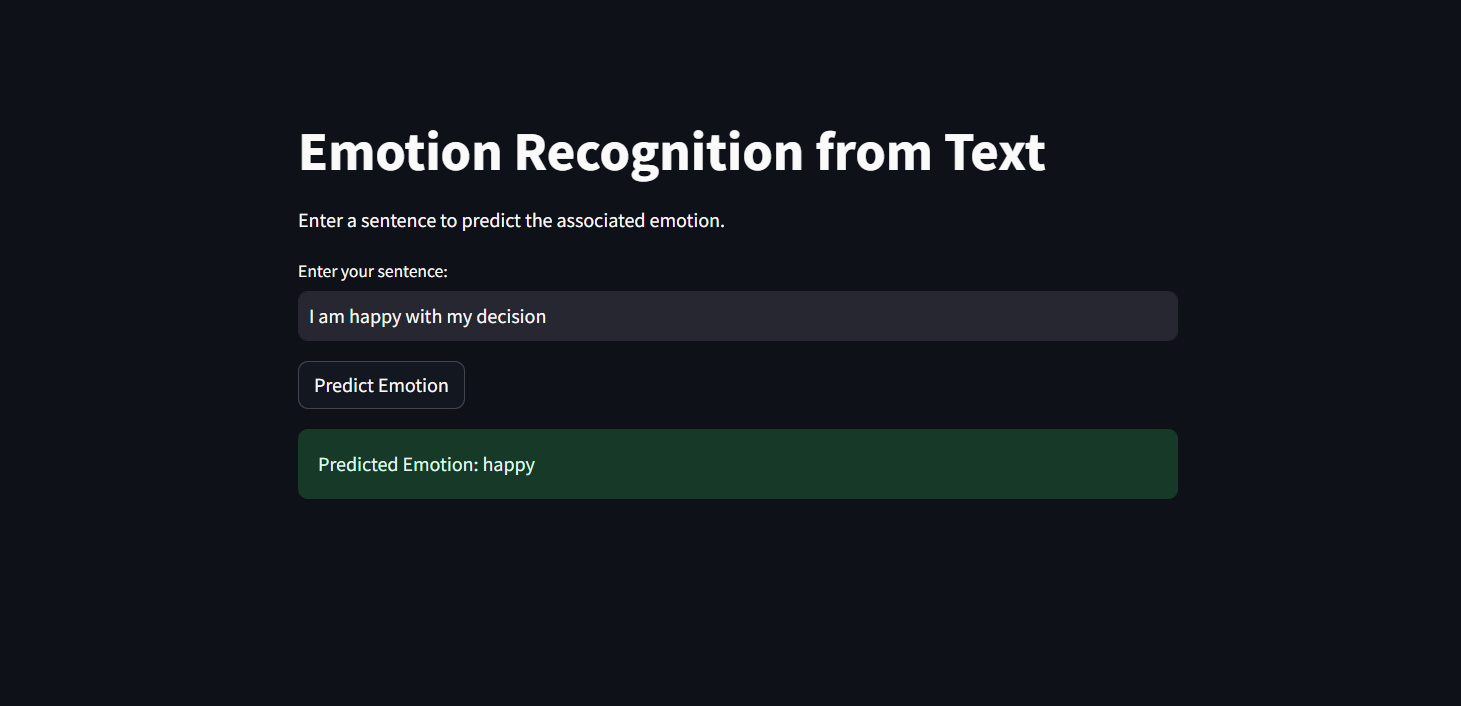 Emotion Recognition from Text
Enter a sentence to predict the associated emotion.
Enter your sentence:
I am happy with my decision
Predict Emotion
Predicted Emotion: happy